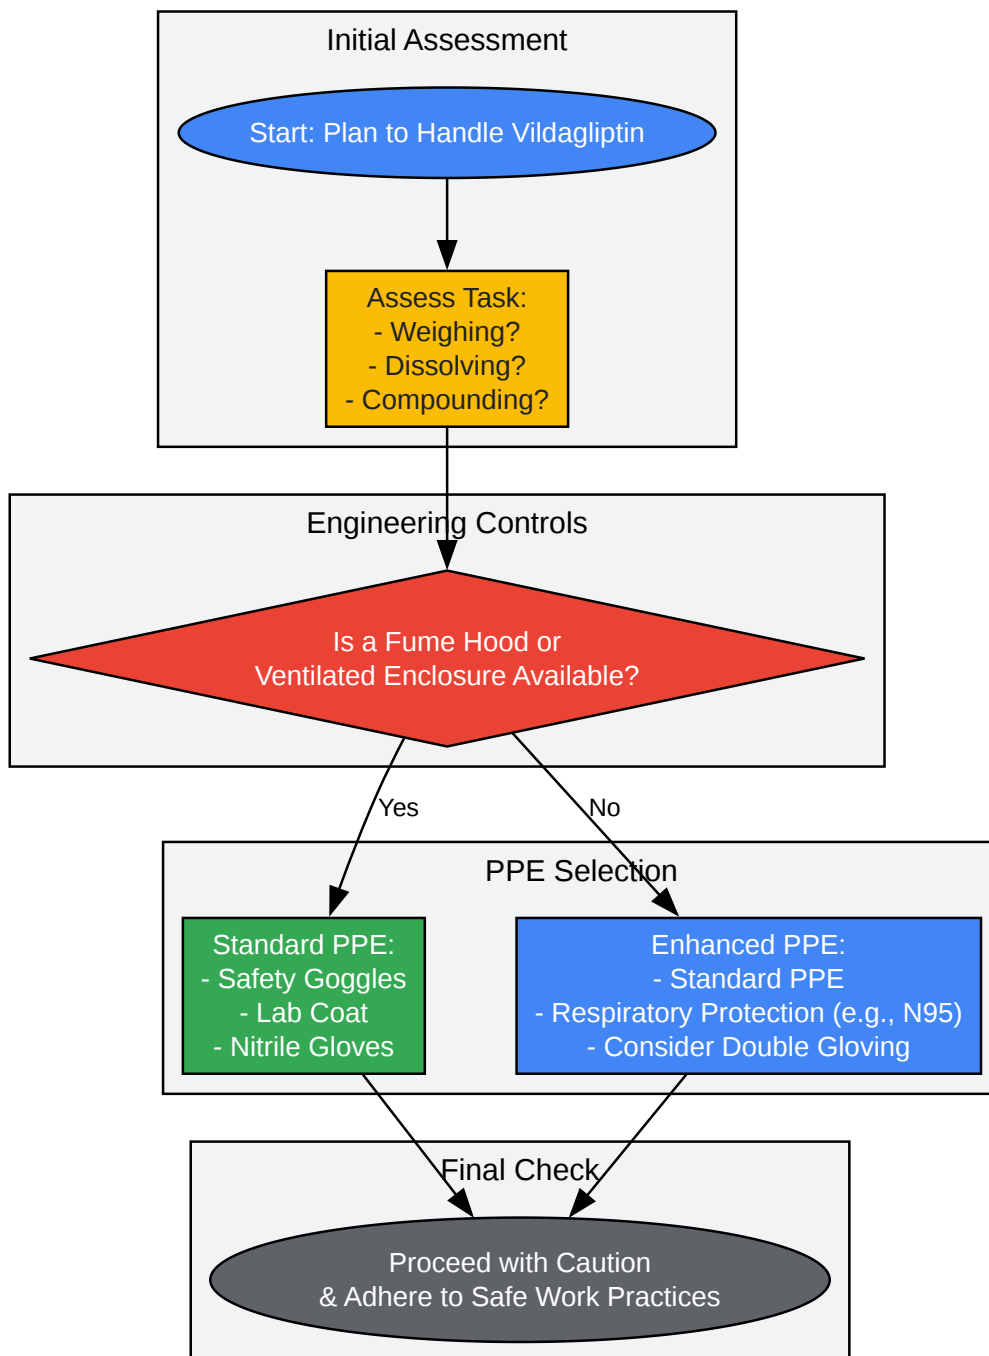 Initial Assessment
Start: Plan to Handle Vildagliptin
Assess Task:
- Weighing?
- Dissolving?
- Compounding?
Engineering Controls
Is a Fume Hood or
Ventilated Enclosure Available?
Yes
No
PPE Selection
Standard PPE:
- Safety Goggles
- Lab Coat
- Nitrile Gloves
Enhanced PPE:
- Standard PPE
- Respiratory Protection (e.g., N95)
- Consider Double Gloving
Final Check
Proceed with Caution
& Adhere to Safe Work Practices